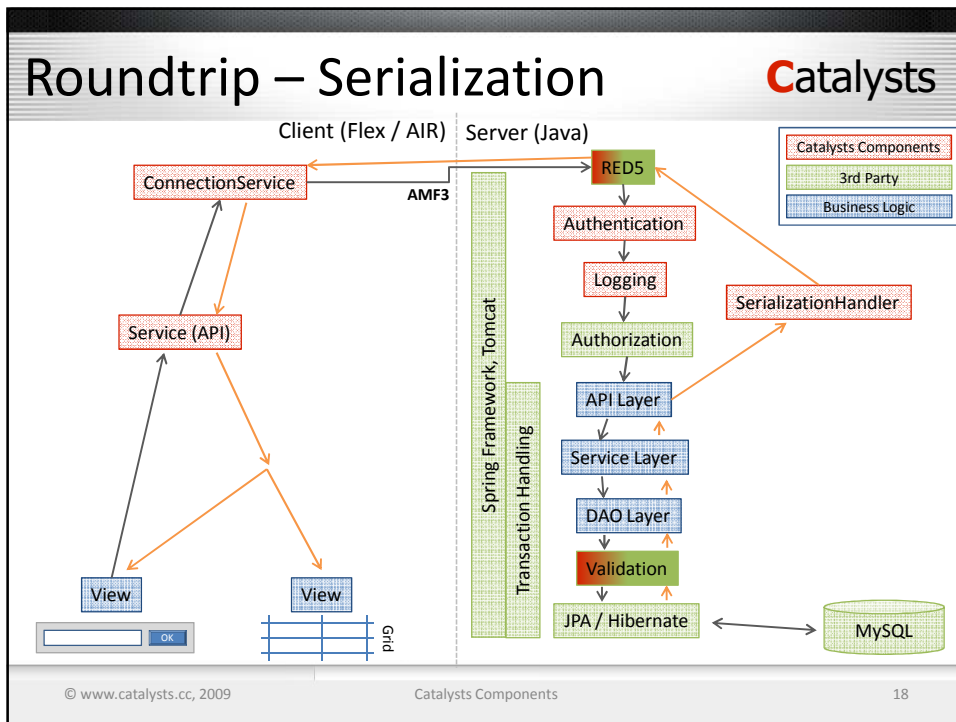 Roundtrip – Serialization
Catalysts
Client (Flex / AIR)
Server (Java)
Catalysts Components
3rd Party
Business Logic
ConnectionService
AMF3
RED5
Authentication
Logging
SerializationHandler
Service (API)
Authorization
API Layer
Service Layer
DAO Layer
Validation
JPA / Hibernate
MySQL
Spring Framework, Tomcat
Transaction Handling
View
View
OK
Grid
© www.catalysts.cc, 2009
Catalysts Components
18